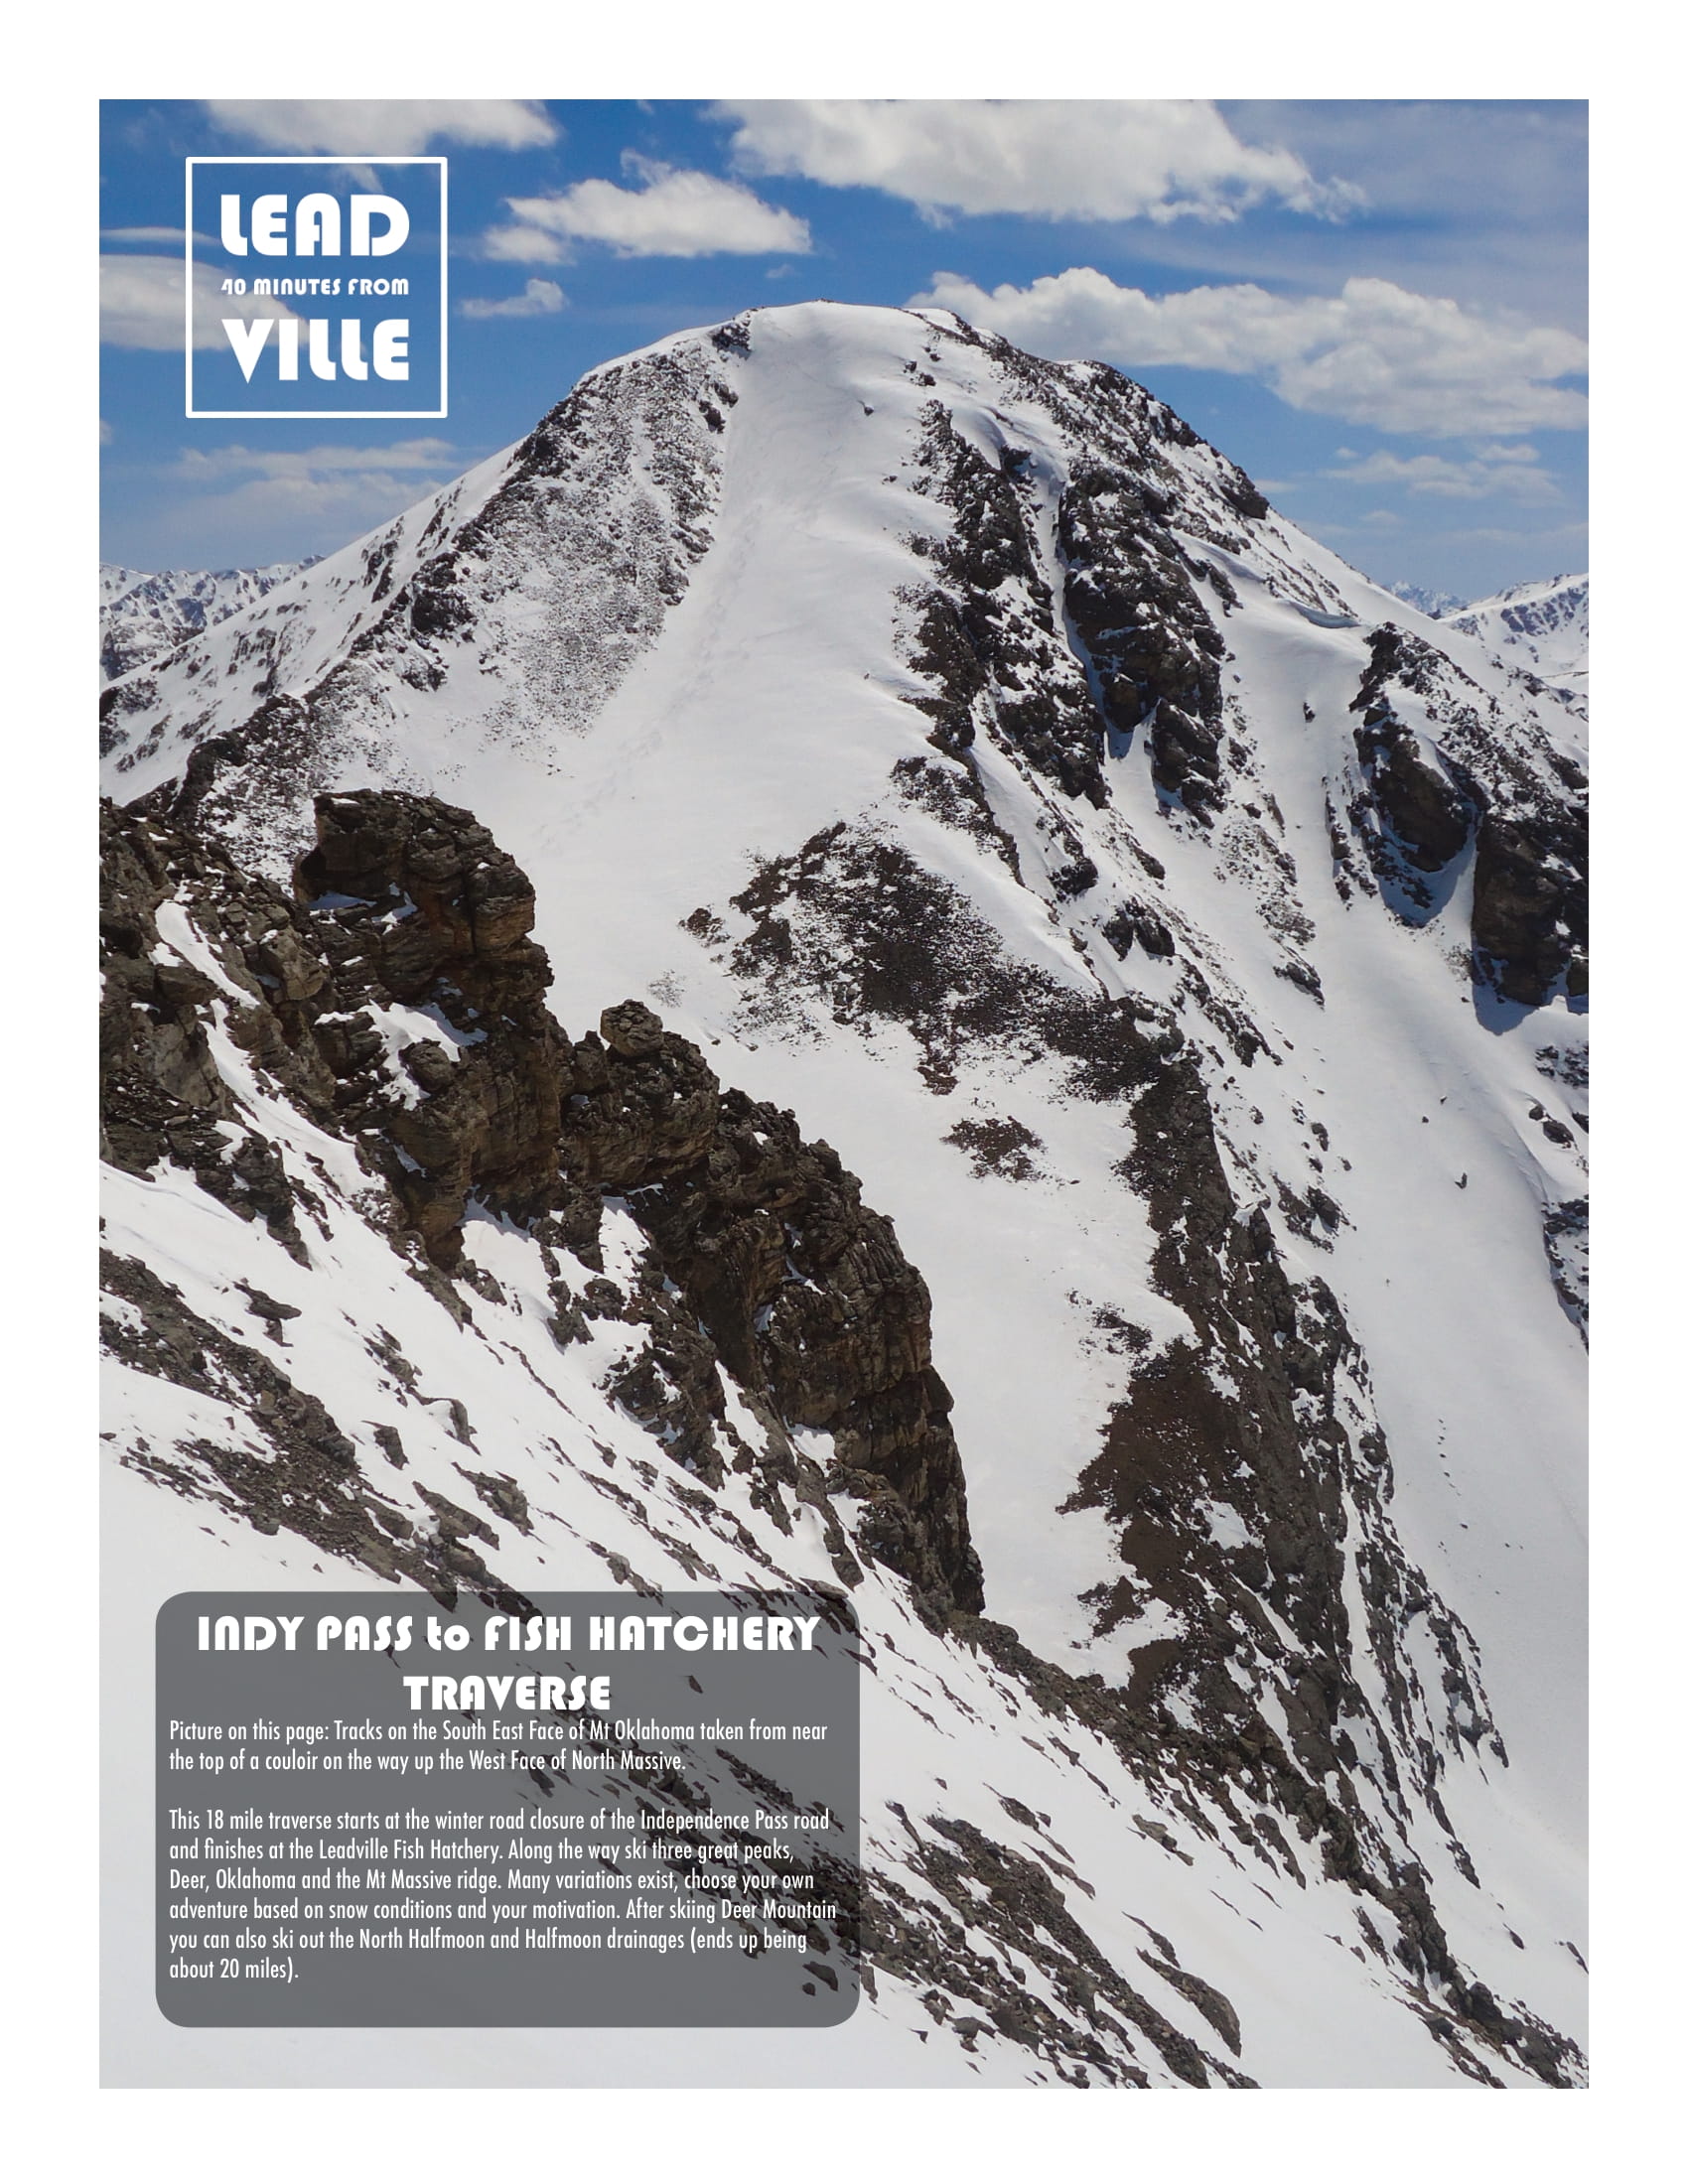 LEAD
40 MINUTES FROM
VILLE
INDY PASS to FISH HATCHERY
TRAVERSE
Picture on this page: Tracks on the South East Face of Mt Oklahoma taken from near
the top of a couloir on the way up the West Face of North Massive.
This 18 mile traverse starts at the winter road closure of the Independence Pass road
and finishes at the Leadville Fish Hatchery. Along the way ski three great peaks,
Deer, Oklahoma and the Mt Massive ridge. Many variations exist, choose your own
adventure based on snow conditions and your motivation. After skiing Deer Mountain
you can also ski out the North Halfmoon and Halfmoon drainages (ends up being
about 20 miles).